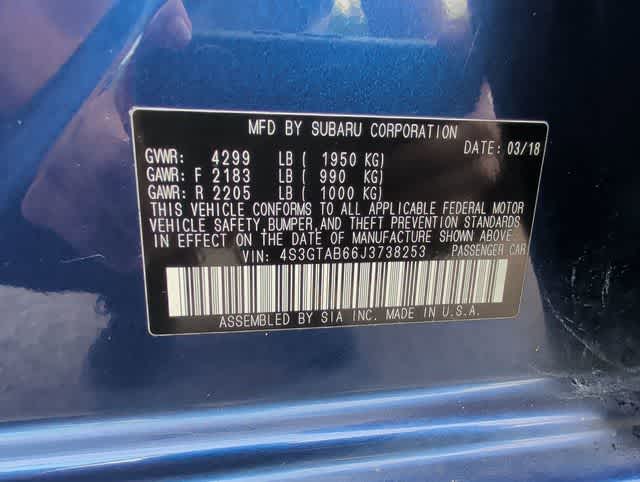 MFD BY SUBARU CORPORATION
DATE: 03/18
GVWR: 4299 LB ( 1950 KG)
GAWR: F 2183 LB ( 990 KG)
GAWR: R 2205 LB ( 1000 KG)
THIS VEHICLE CONFORMS TO ALL APPLICABLE FEDERAL MOTOR
VEHICLE SAFETY,BUMPER,AND THEFT PREVENTION STANDARDS
IN EFFECT ON THE DATE OF MANUFACTURE SHOWN ABOVE
VIN: 4S3GTAB66J3738253 PASSENGER CAR
ASSEMBLED BY SIA INC. MADE IN U.S.A.